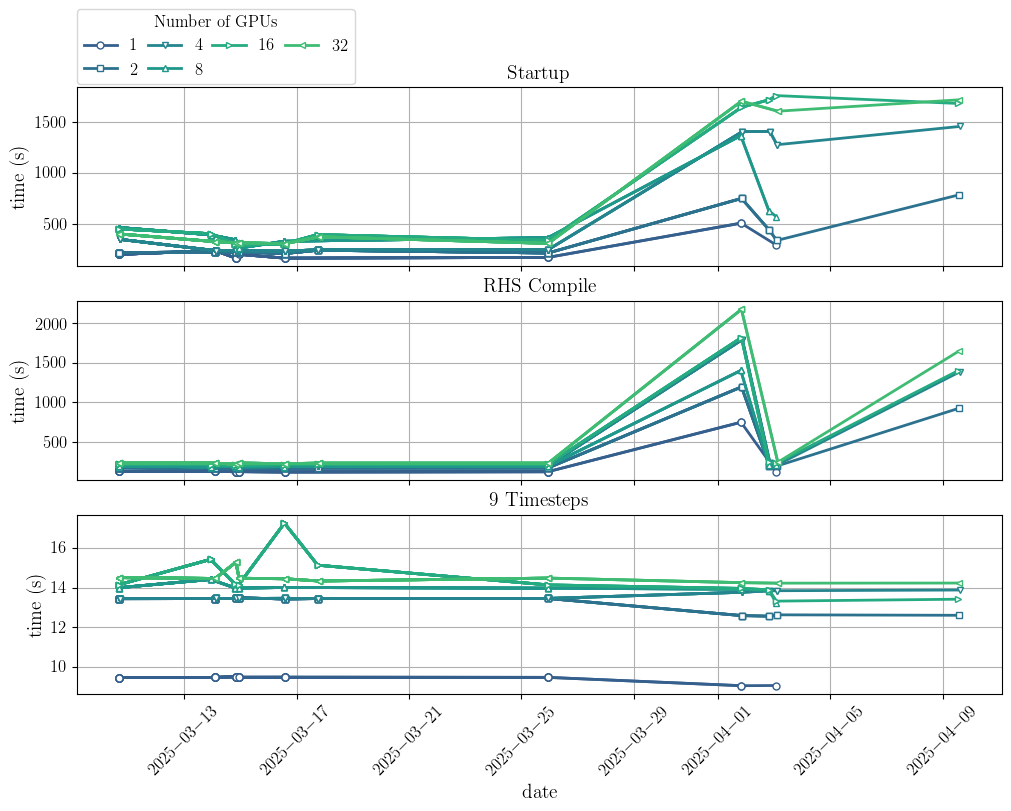 Number of GPUs
1 4 16 32
2 8
Startup
1500
1000
500
time (s)
RHS Compile
2000
1500
1000
500
time (s)
9 Timesteps
16
14
12
10
time (s)
2025-03-13 2025-03-17 2025-03-21 2025-03-25 2025-03-29 2025-04-01 2025-04-05 2025-04-09
date